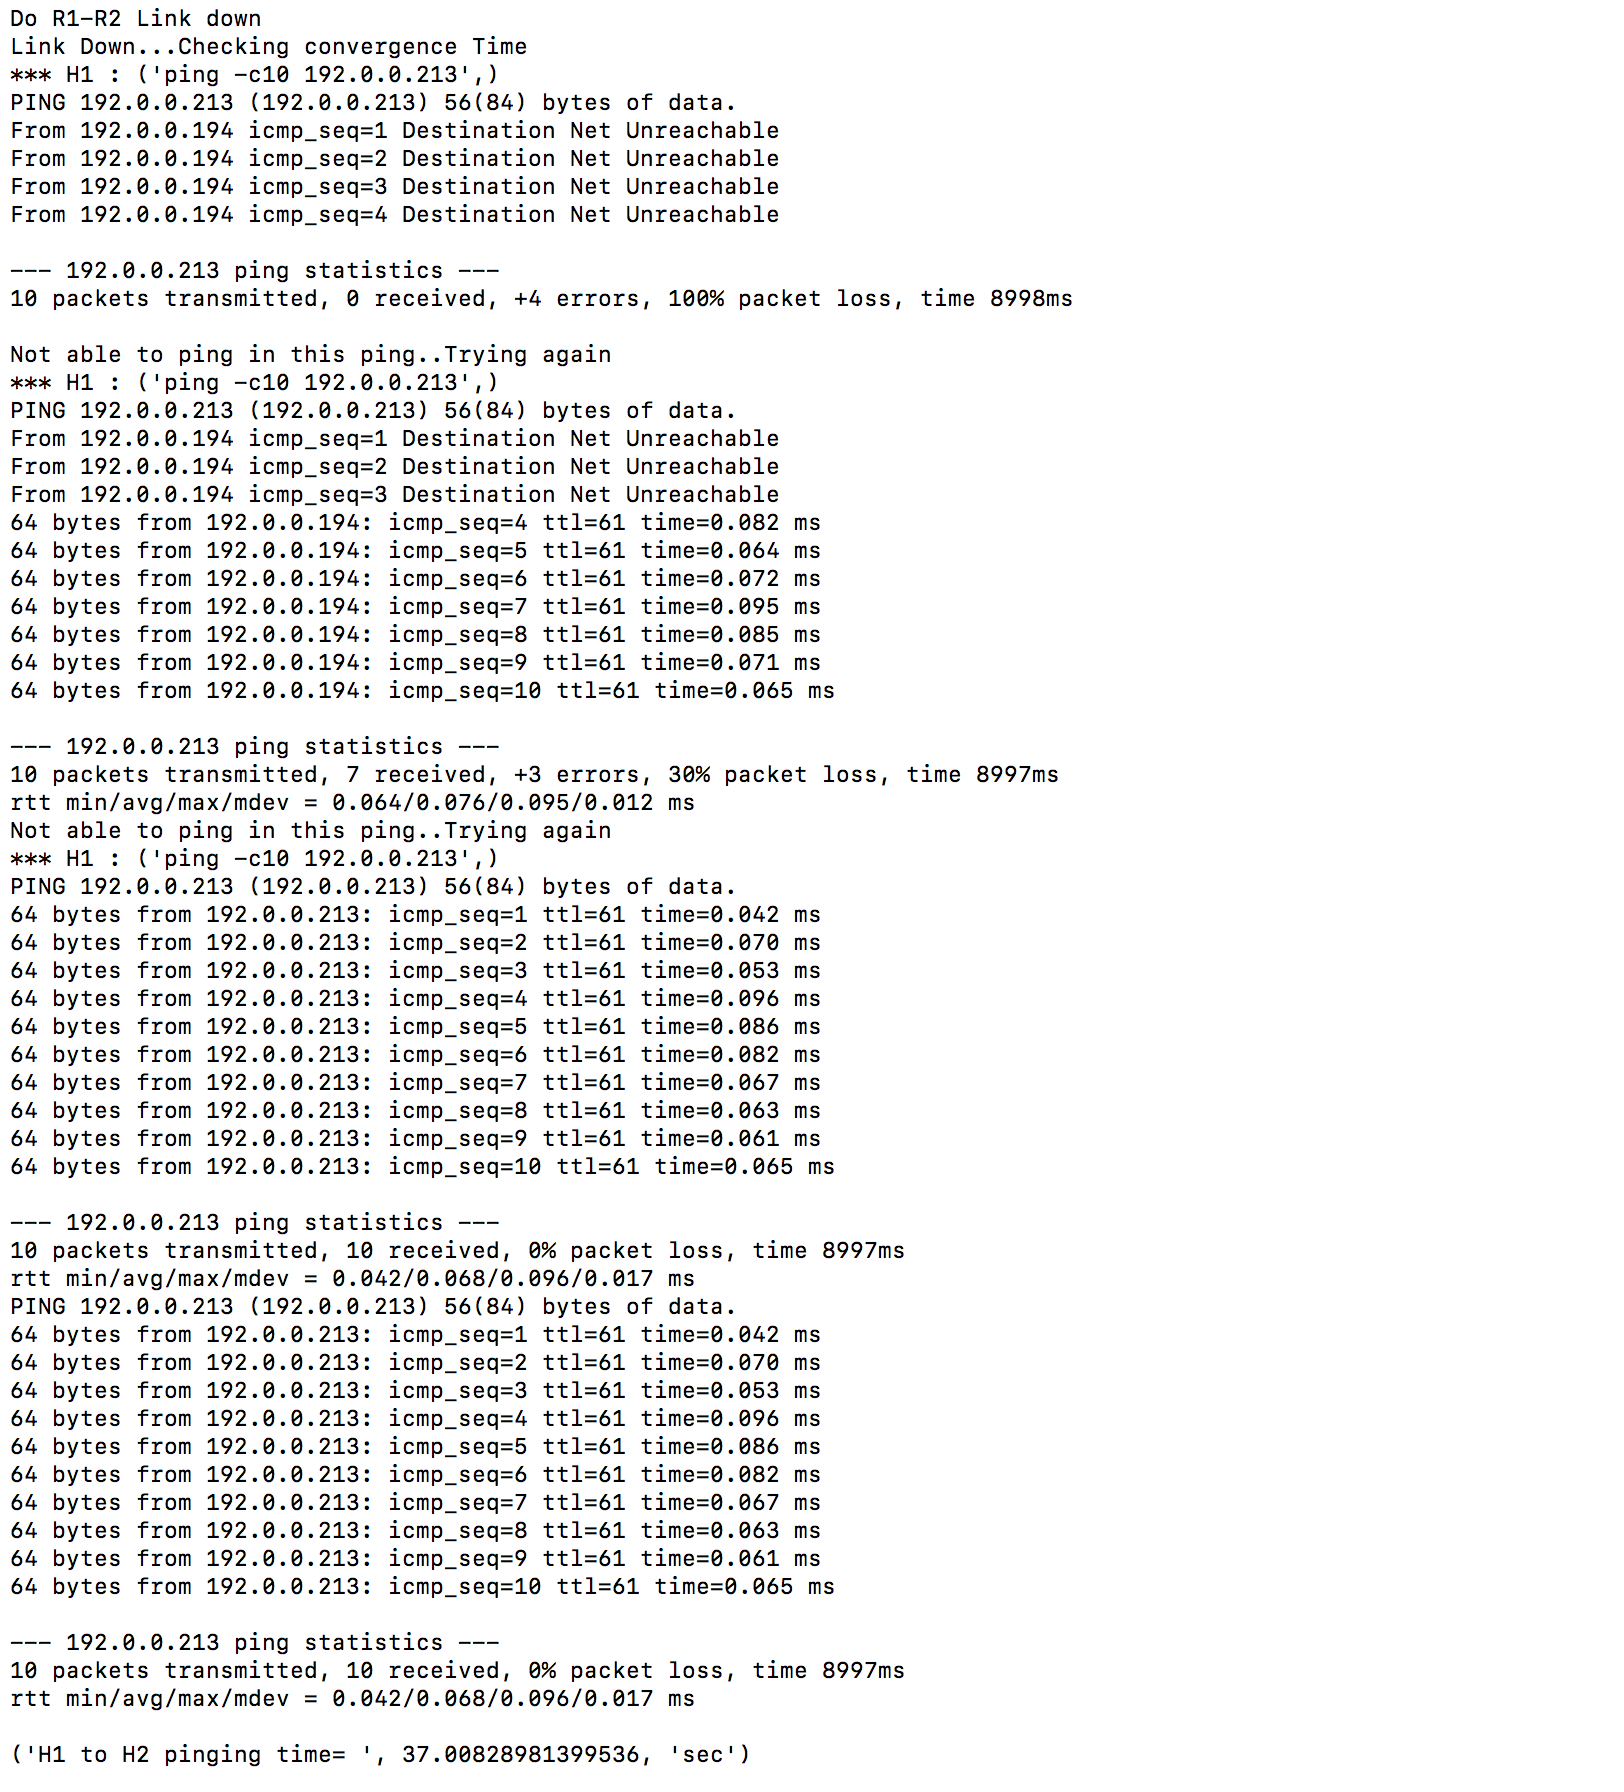 Do R1-R2 Link down
Link Down...Checking convergence Time
*** H1 : ('ping -c10 192.0.0.213',)
PING 192.0.0.213 (192.0.0.213) 56(84) bytes of data.
From 192.0.0.194 icmp_seq=1 Destination Net Unreachable
From 192.0.0.194 icmp_seq=2 Destination Net Unreachable
From 192.0.0.194 icmp_seq=3 Destination Net Unreachable
From 192.0.0.194 icmp_seq=4 Destination Net Unreachable

--- 192.0.0.213 ping statistics ---
10 packets transmitted, 0 received, +4 errors, 100% packet loss, time 8998ms

Not able to ping in this ping..Trying again
*** H1 : ('ping -c10 192.0.0.213',)
PING 192.0.0.213 (192.0.0.213) 56(84) bytes of data.
From 192.0.0.194 icmp_seq=1 Destination Net Unreachable
From 192.0.0.194 icmp_seq=2 Destination Net Unreachable
From 192.0.0.194 icmp_seq=3 Destination Net Unreachable
64 bytes from 192.0.0.194: icmp_seq=4 ttl=61 time=0.082 ms
64 bytes from 192.0.0.194: icmp_seq=5 ttl=61 time=0.064 ms
64 bytes from 192.0.0.194: icmp_seq=6 ttl=61 time=0.072 ms
64 bytes from 192.0.0.194: icmp_seq=7 ttl=61 time=0.095 ms
64 bytes from 192.0.0.194: icmp_seq=8 ttl=61 time=0.085 ms
64 bytes from 192.0.0.194: icmp_seq=9 ttl=61 time=0.071 ms
64 bytes from 192.0.0.194: icmp_seq=10 ttl=61 time=0.065 ms

--- 192.0.0.213 ping statistics ---
10 packets transmitted, 7 received, +3 errors, 30% packet loss, time 8997ms
rtt min/avg/max/mdev = 0.064/0.076/0.095/0.012 ms
Not able to ping in this ping..Trying again
*** H1 : ('ping -c10 192.0.0.213',)
PING 192.0.0.213 (192.0.0.213) 56(84) bytes of data.
64 bytes from 192.0.0.213: icmp_seq=1 ttl=61 time=0.042 ms
64 bytes from 192.0.0.213: icmp_seq=2 ttl=61 time=0.070 ms
64 bytes from 192.0.0.213: icmp_seq=3 ttl=61 time=0.053 ms
64 bytes from 192.0.0.213: icmp_seq=4 ttl=61 time=0.096 ms
64 bytes from 192.0.0.213: icmp_seq=5 ttl=61 time=0.086 ms
64 bytes from 192.0.0.213: icmp_seq=6 ttl=61 time=0.082 ms
64 bytes from 192.0.0.213: icmp_seq=7 ttl=61 time=0.067 ms
64 bytes from 192.0.0.213: icmp_seq=8 ttl=61 time=0.063 ms
64 bytes from 192.0.0.213: icmp_seq=9 ttl=61 time=0.061 ms
64 bytes from 192.0.0.213: icmp_seq=10 ttl=61 time=0.065 ms

--- 192.0.0.213 ping statistics ---
10 packets transmitted, 10 received, 0% packet loss, time 8997ms
rtt min/avg/max/mdev = 0.042/0.068/0.096/0.017 ms
PING 192.0.0.213 (192.0.0.213) 56(84) bytes of data.
64 bytes from 192.0.0.213: icmp_seq=1 ttl=61 time=0.042 ms
64 bytes from 192.0.0.213: icmp_seq=2 ttl=61 time=0.070 ms
64 bytes from 192.0.0.213: icmp_seq=3 ttl=61 time=0.053 ms
64 bytes from 192.0.0.213: icmp_seq=4 ttl=61 time=0.096 ms
64 bytes from 192.0.0.213: icmp_seq=5 ttl=61 time=0.086 ms
64 bytes from 192.0.0.213: icmp_seq=6 ttl=61 time=0.082 ms
64 bytes from 192.0.0.213: icmp_seq=7 ttl=61 time=0.067 ms
64 bytes from 192.0.0.213: icmp_seq=8 ttl=61 time=0.063 ms
64 bytes from 192.0.0.213: icmp_seq=9 ttl=61 time=0.061 ms
64 bytes from 192.0.0.213: icmp_seq=10 ttl=61 time=0.065 ms

--- 192.0.0.213 ping statistics ---
10 packets transmitted, 10 received, 0% packet loss, time 8997ms
rtt min/avg/max/mdev = 0.042/0.068/0.096/0.017 ms

('H1 to H2 pinging time= ', 37.00828981399536, 'sec')